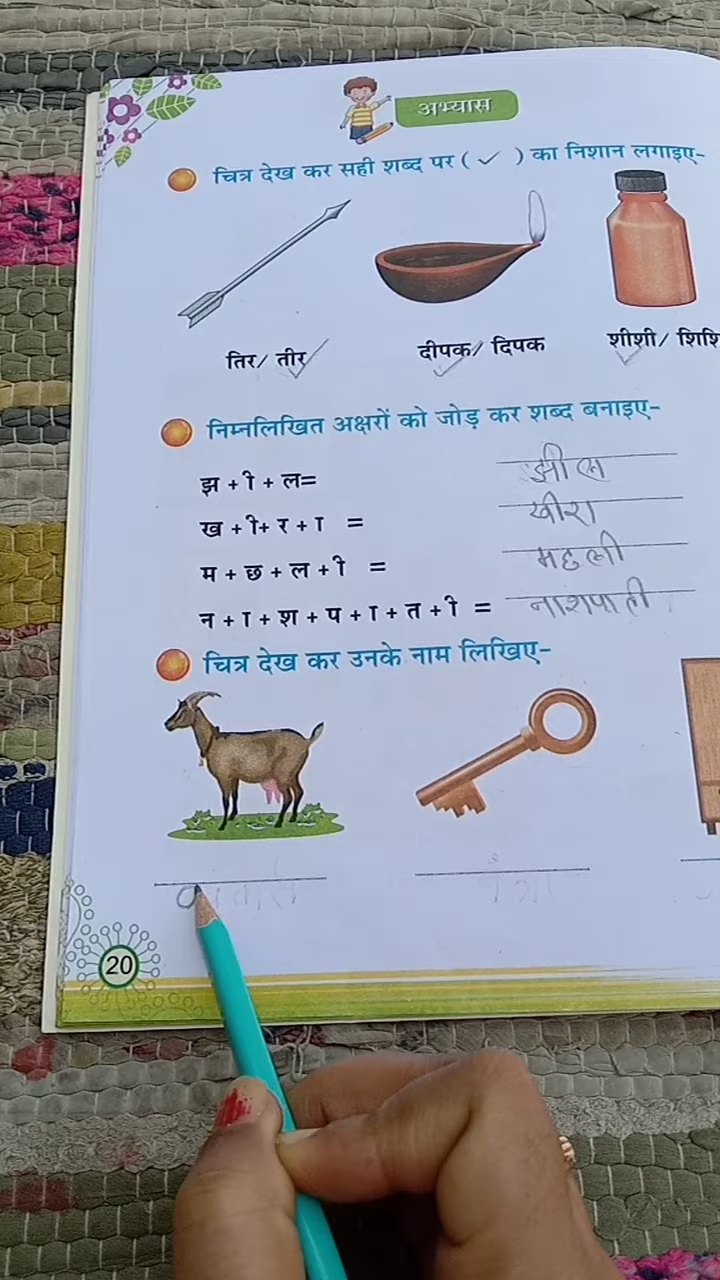 अभ्यास
चित्र देख कर सही शब्द पर ( ✓ ) का निशान लगाइए-
तिर/ तीर दीपक/ दिपक शीशी/ शिशि
निम्नलिखित अक्षरों को जोड़ कर शब्द बनाइए-
झ + ी + ल= झील
ख + ी+ र + ा = खीरा
म + छ + ल + ी = मछली
न + ा + श + प + ा + त + ी = नाशपाती
चित्र देख कर उनके नाम लिखिए-
20